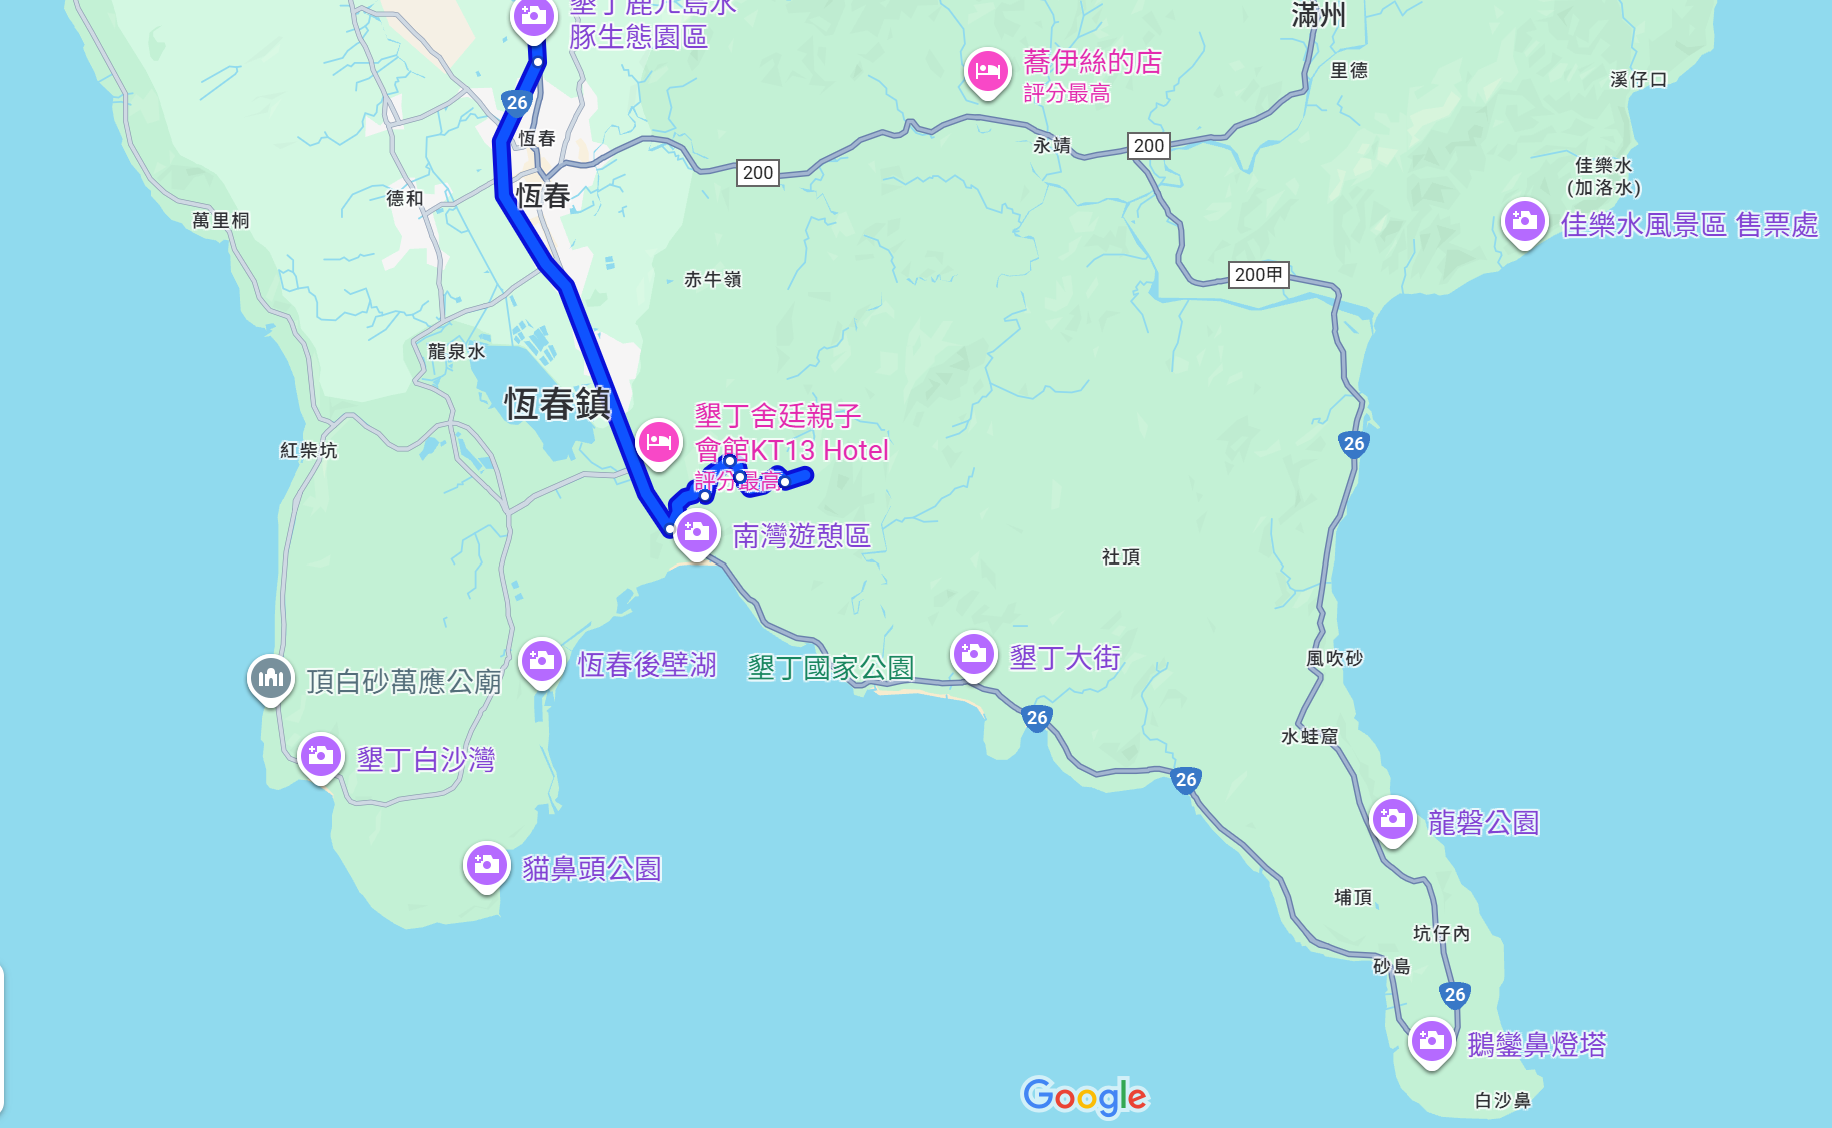 墾丁鹿兒島水
豚生態園區
滿州
蕎伊絲的店
評分最高
里德
溪仔口
26
恆春
永靖
200
200
佳樂水
(加洛水)
德和
恆春
萬里桐
佳樂水風景區 售票處
赤牛嶺
200甲
龍泉水
恆春鎮
墾丁舍廷親子
會館KT13 Hotel
評分最高
紅柴坑
26
南灣遊憩區
社頂
恆春後壁湖
墾丁國家公園
墾丁大街
風吹砂
頂白砂萬應公廟
26
水蛙窟
墾丁白沙灣
26
龍磐公園
貓鼻頭公園
埔頂
坑仔內
砂島
26
鵝鑾鼻燈塔
Google
白沙鼻